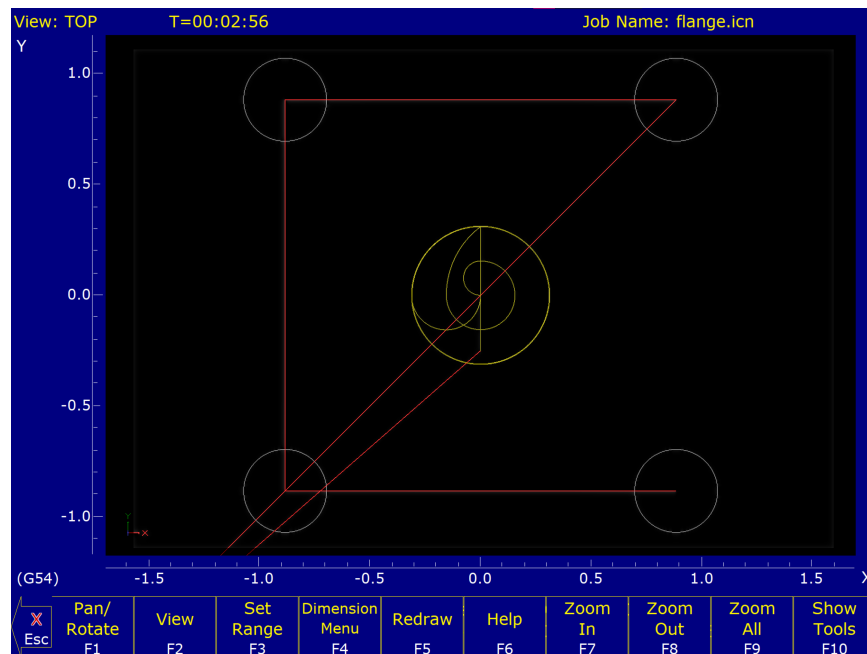 View: TOP T=00:02:56 Job Name: flange.icn
Y
1.0
0.5
0.0
-0.5
-1.0
Y
X
(G54) -1.5 -1.0 -0.5 0.0 0.5 1.0 1.5 X
X Esc
Pan/ Rotate F1
View F2
Set Range F3
Dimension Menu F4
Redraw F5
Help F6
Zoom In F7
Zoom Out F8
Zoom All F9
Show Tools F10